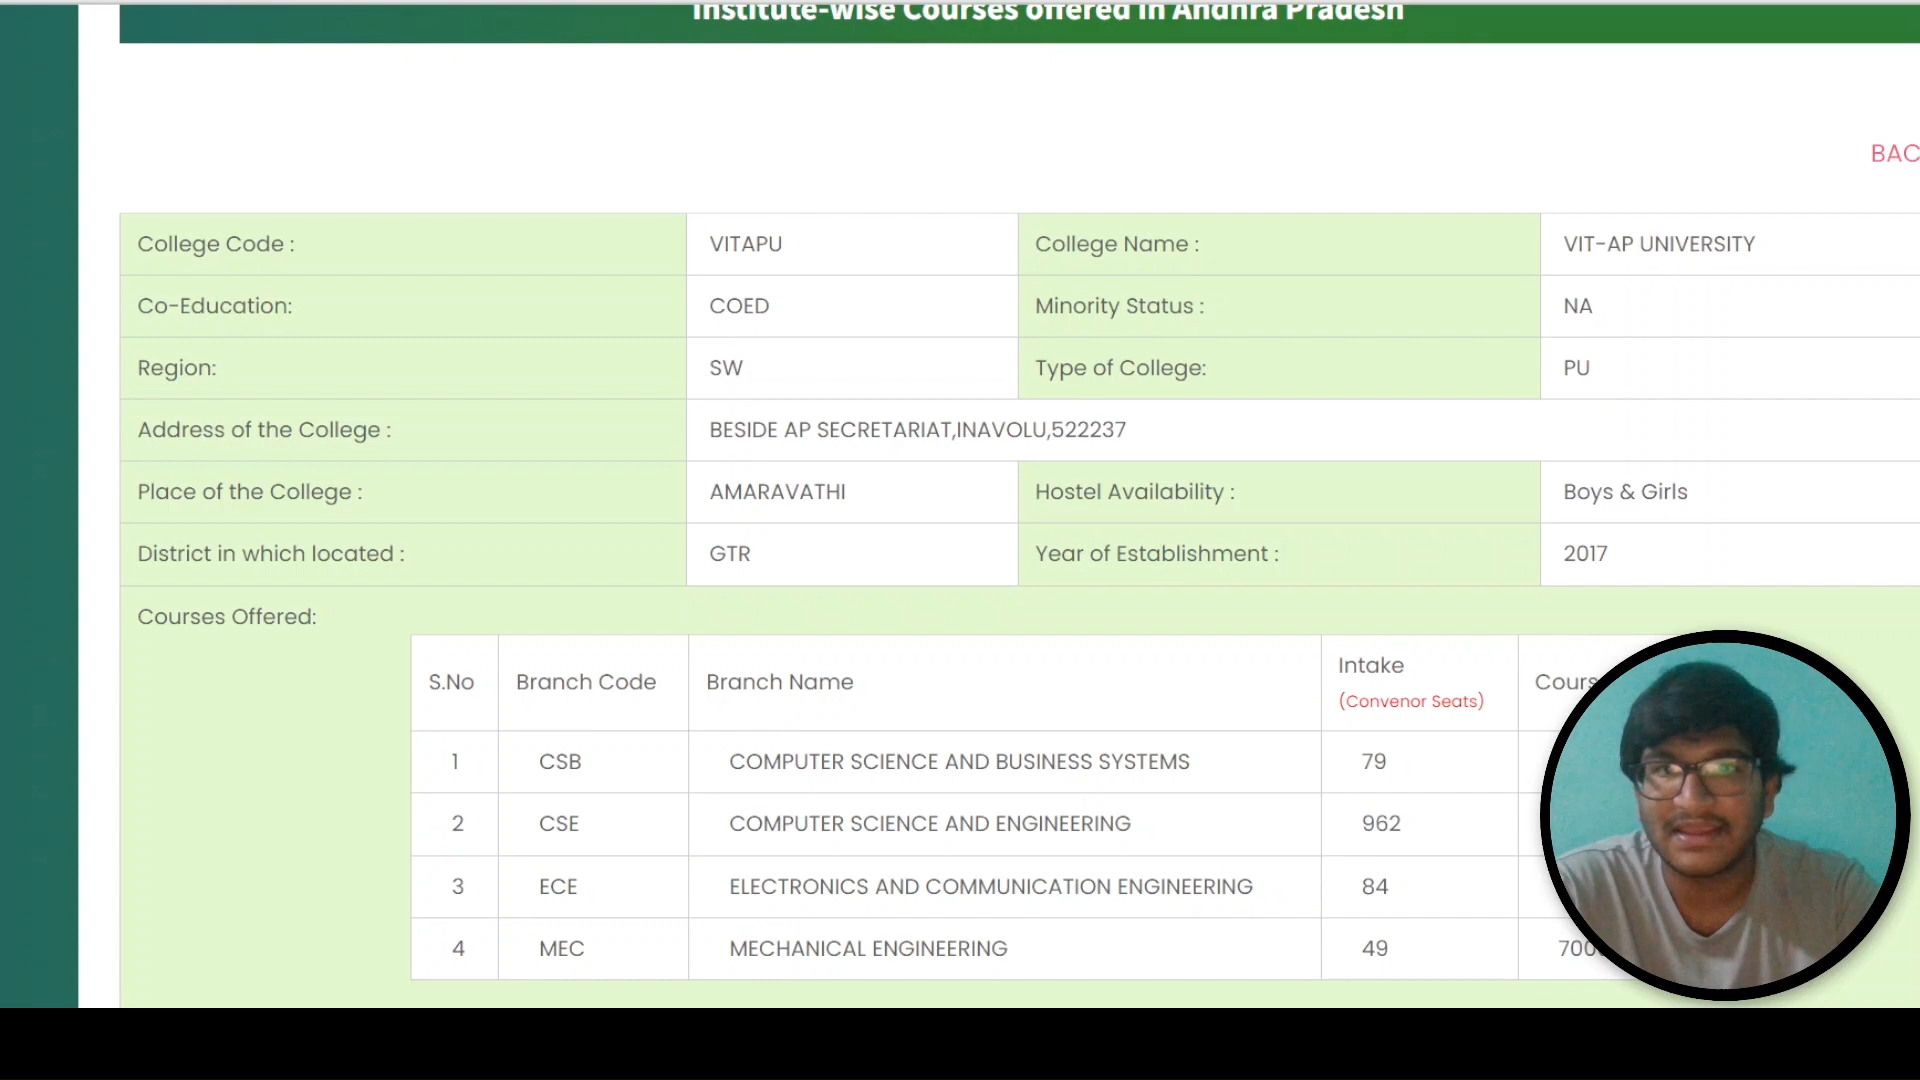 Institute-wise Courses offered in Andhra Pradesh
College Code : VITAPU College Name : VIT-AP UNIVERSITY
Co-Education: COED Minority Status : NA
Region: SW Type of College: PU
Address of the College : BESIDE AP SECRETARIAT,INAVOLU,522237
Place of the College : AMARAVATHI Hostel Availability : Boys & Girls
District in which located : GTR Year of Establishment : 2017
Courses Offered:
S.No Branch Code Branch Name Intake (Convenor Seats)
1 CSB COMPUTER SCIENCE AND BUSINESS SYSTEMS 79
2 CSE COMPUTER SCIENCE AND ENGINEERING 962
3 ECE ELECTRONICS AND COMMUNICATION ENGINEERING 84
4 MEC MECHANICAL ENGINEERING 49